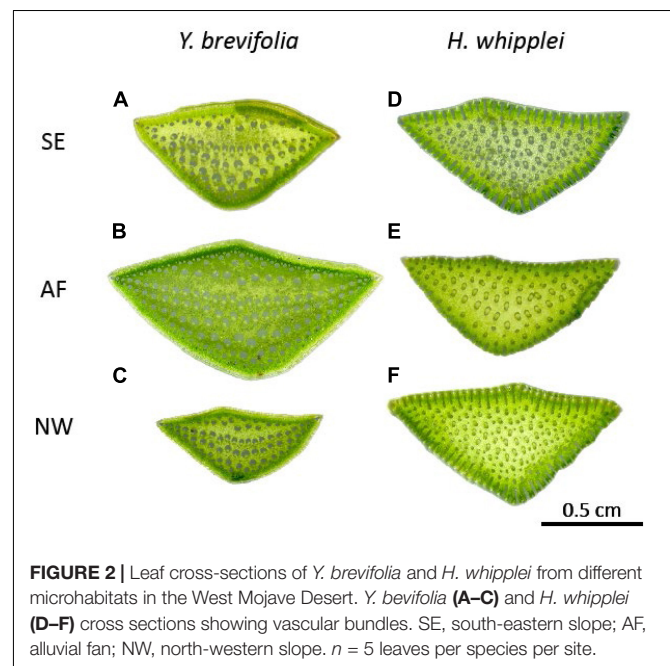 Y. brevifolia H. whipplei
A D
SE
B E
AF
C F
NW
0.5 cm
FIGURE 2 | Leaf cross-sections of Y. brevifolia and H. whipplei from different
microhabitats in the West Mojave Desert. Y. bevifolia (A–C) and H. whipplei
(D–F) cross sections showing vascular bundles. SE, south-eastern slope; AF,
alluvial fan; NW, north-western slope. n = 5 leaves per species per site.